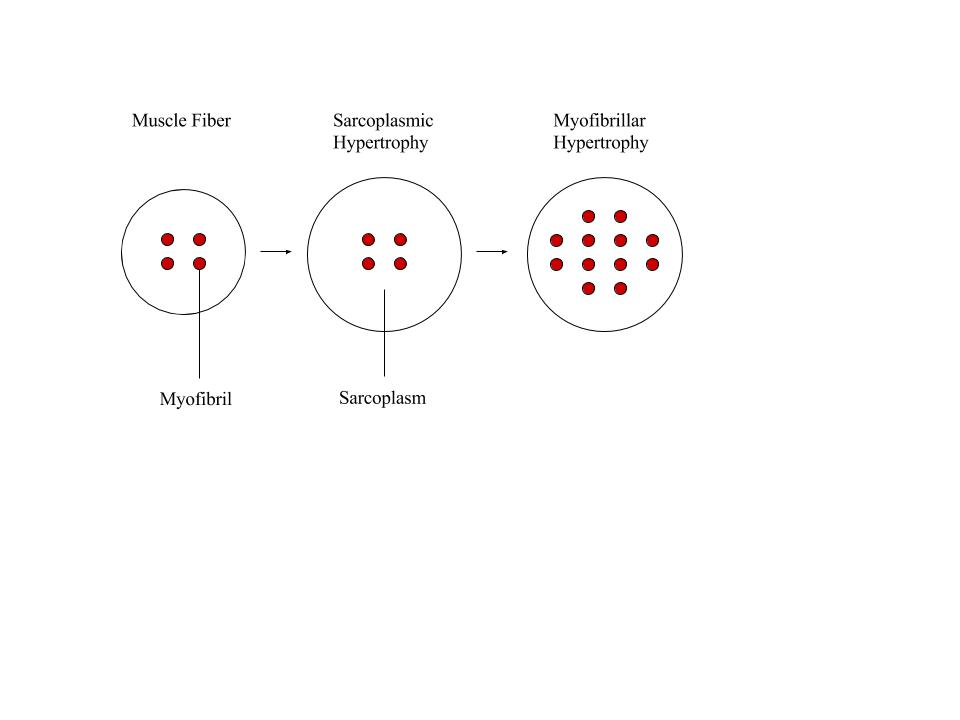 Muscle Fiber
Sarcoplasmic
Hypertrophy
Myofibrillar
Hypertrophy
Myofibril
Sarcoplasm